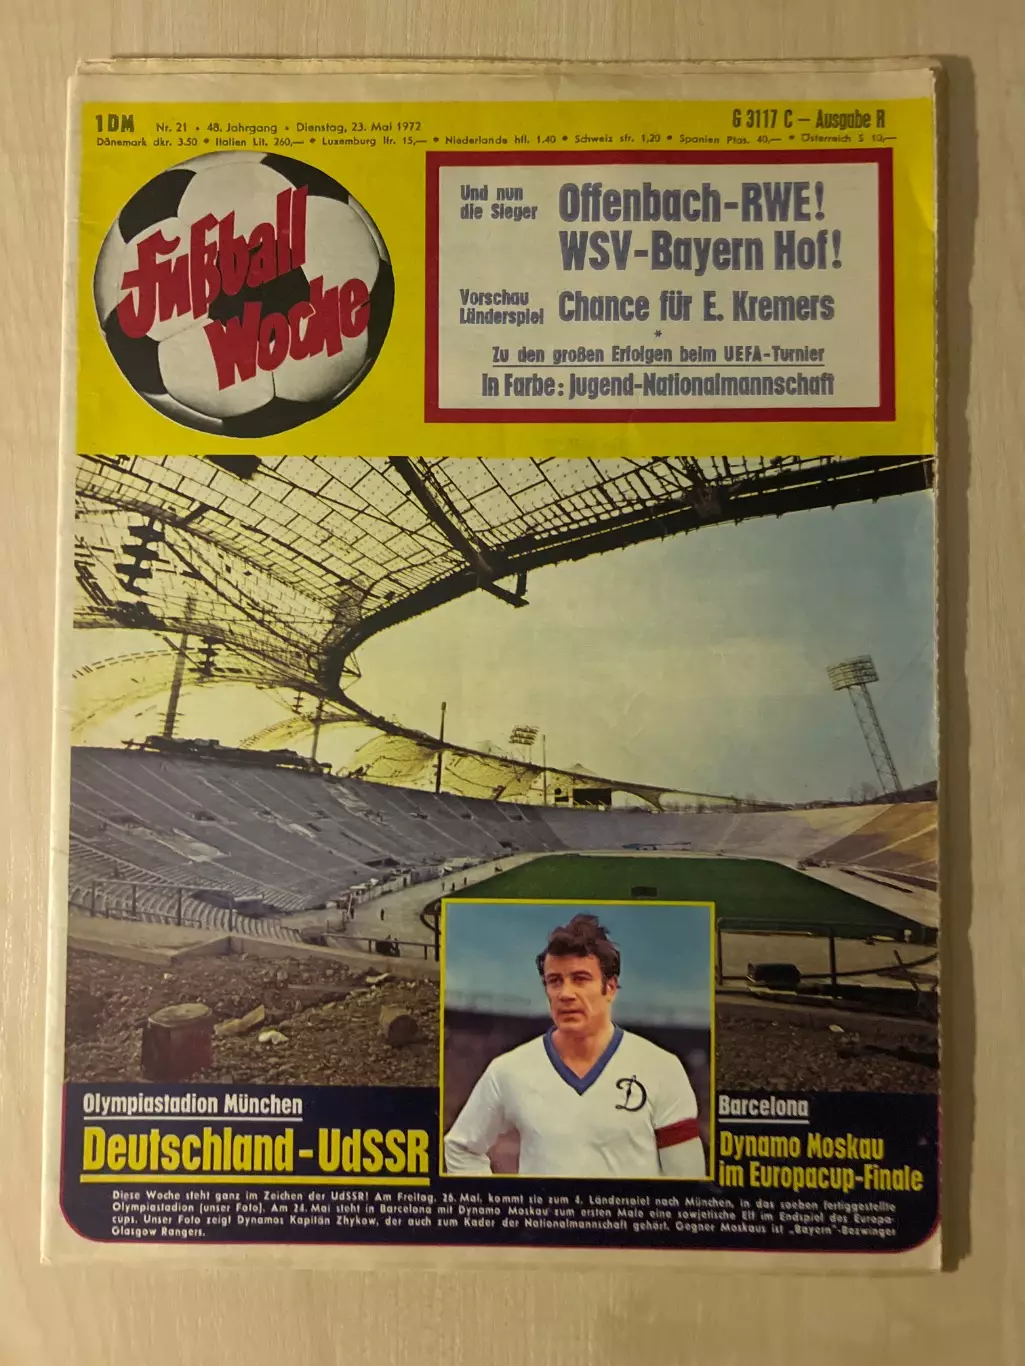 1 DM Nr. 21 • 48. Jahrgang • Dienstag, 23. Mai 1972 G 3117 C – Ausgabe R
Dänemark dkr. 3.50 * Italien Lit. 260,— * Luxemburg lfr. 15,— * Niederlande hfl. 1.40 * Schweiz sfr. 1,20 * Spanien Ptas. 40,— * Österreich S 10,—
Fußball
Woche
Und nun
die Sieger
Offenbach-RWE!
WSV-Bayern Hof!
Vorschau
Länderspiel
Chance für E. Kremers
*
Zu den großen Erfolgen beim UEFA-Turnier
In Farbe: Jugend-Nationalmannschaft
D
Olympiastadion München
Deutschland-UdSSR
Barcelona
Dynamo Moskau
im Europacup-Finale
Diese Woche steht ganz im Zeichen der UdSSR! Am Freitag, 26. Mai, kommt sie zum 4. Länderspiel nach München, in das soeben fertiggestellte
Olympiastadion (unser Foto). Am 24. Mai steht in Barcelona mit Dynamo Moskau zum ersten Male eine sowjetische Elf im Endspiel des Europa-
cups. Unser Foto zeigt Dynamos Kapitän Zhykow, der auch zum Kader der Nationalmannschaft gehört. Gegner Moskaus ist „Bayern"-Bezwinger
Glasgow Rangers.